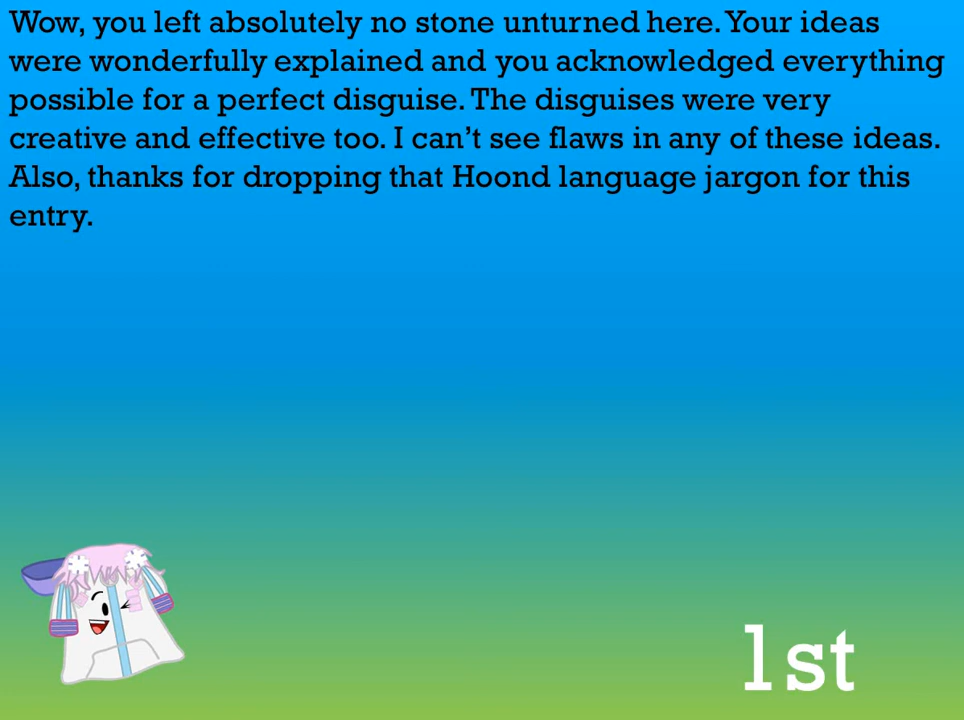 Wow, you left absolutely no stone unturned here. Your ideas
were wonderfully explained and you acknowledged everything
possible for a perfect disguise. The disguises were very
creative and effective too. I can’t see flaws in any of these ideas.
Also, thanks for dropping that Hoond language jargon for this
entry.
1st